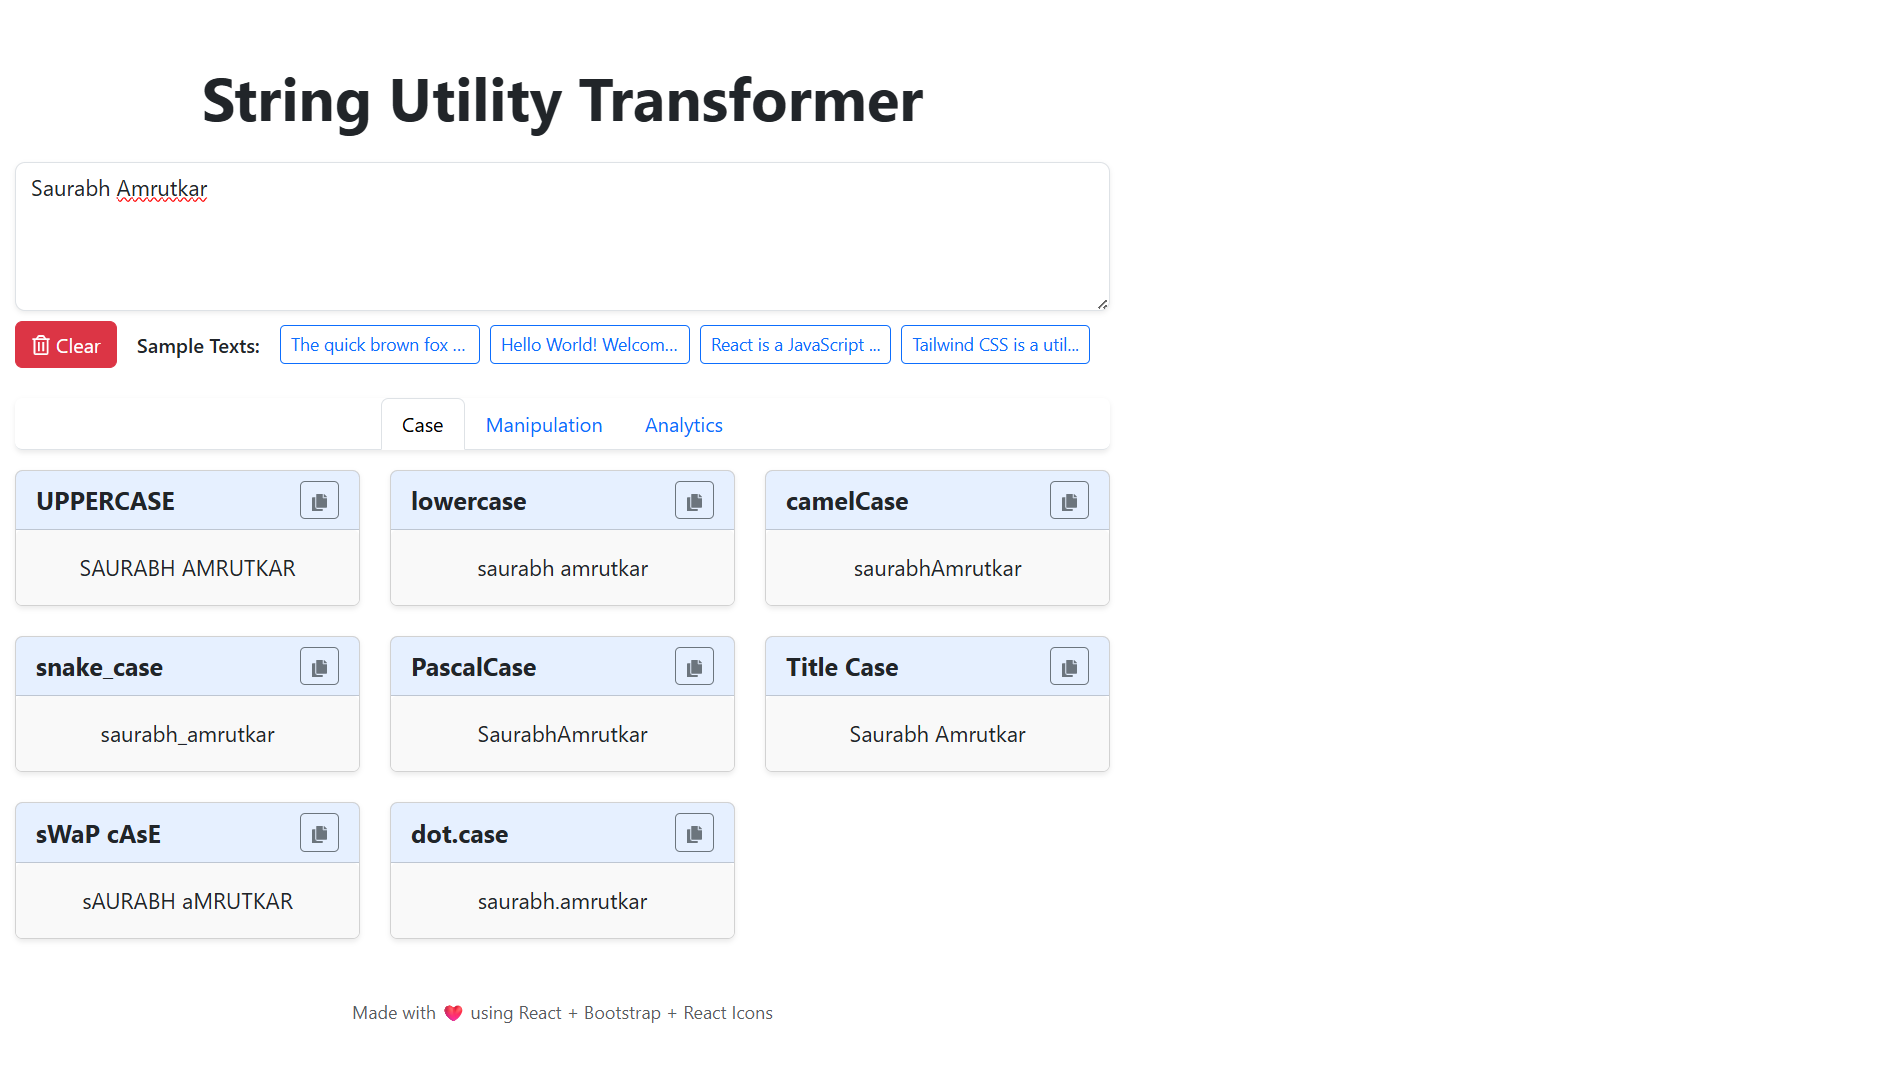 String Utility Transformer
Saurabh Amrutkar
Clear Sample Texts: The quick brown fox ... Hello World! Welcom... React is a JavaScript ... Tailwind CSS is a util...
Case Manipulation Analytics
UPPERCASE lowercase camelCase
SAURABH AMRUTKAR saurabh amrutkar saurabhAmrutkar
snake_case PascalCase Title Case
saurabh_amrutkar SaurabhAmrutkar Saurabh Amrutkar
sWaP cAsE dot.case
sAURABH aMRUTKAR saurabh.amrutkar
Made with ❤️ using React + Bootstrap + React Icons